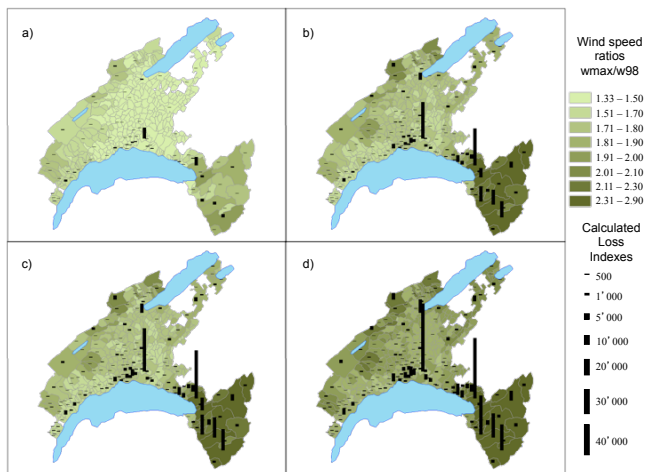 a)
b)
c)
d)
Wind speed
ratios
wmax/w98
1.33 – 1.50
1.51 – 1.70
1.71 – 1.80
1.81 – 1.90
1.91 – 2.00
2.01 – 2.10
2.11 – 2.30
2.31 – 2.90
Calculated
Loss
Indexes
500
1’ 000
5’ 000
10’ 000
20’ 000
30’ 000
40’ 000